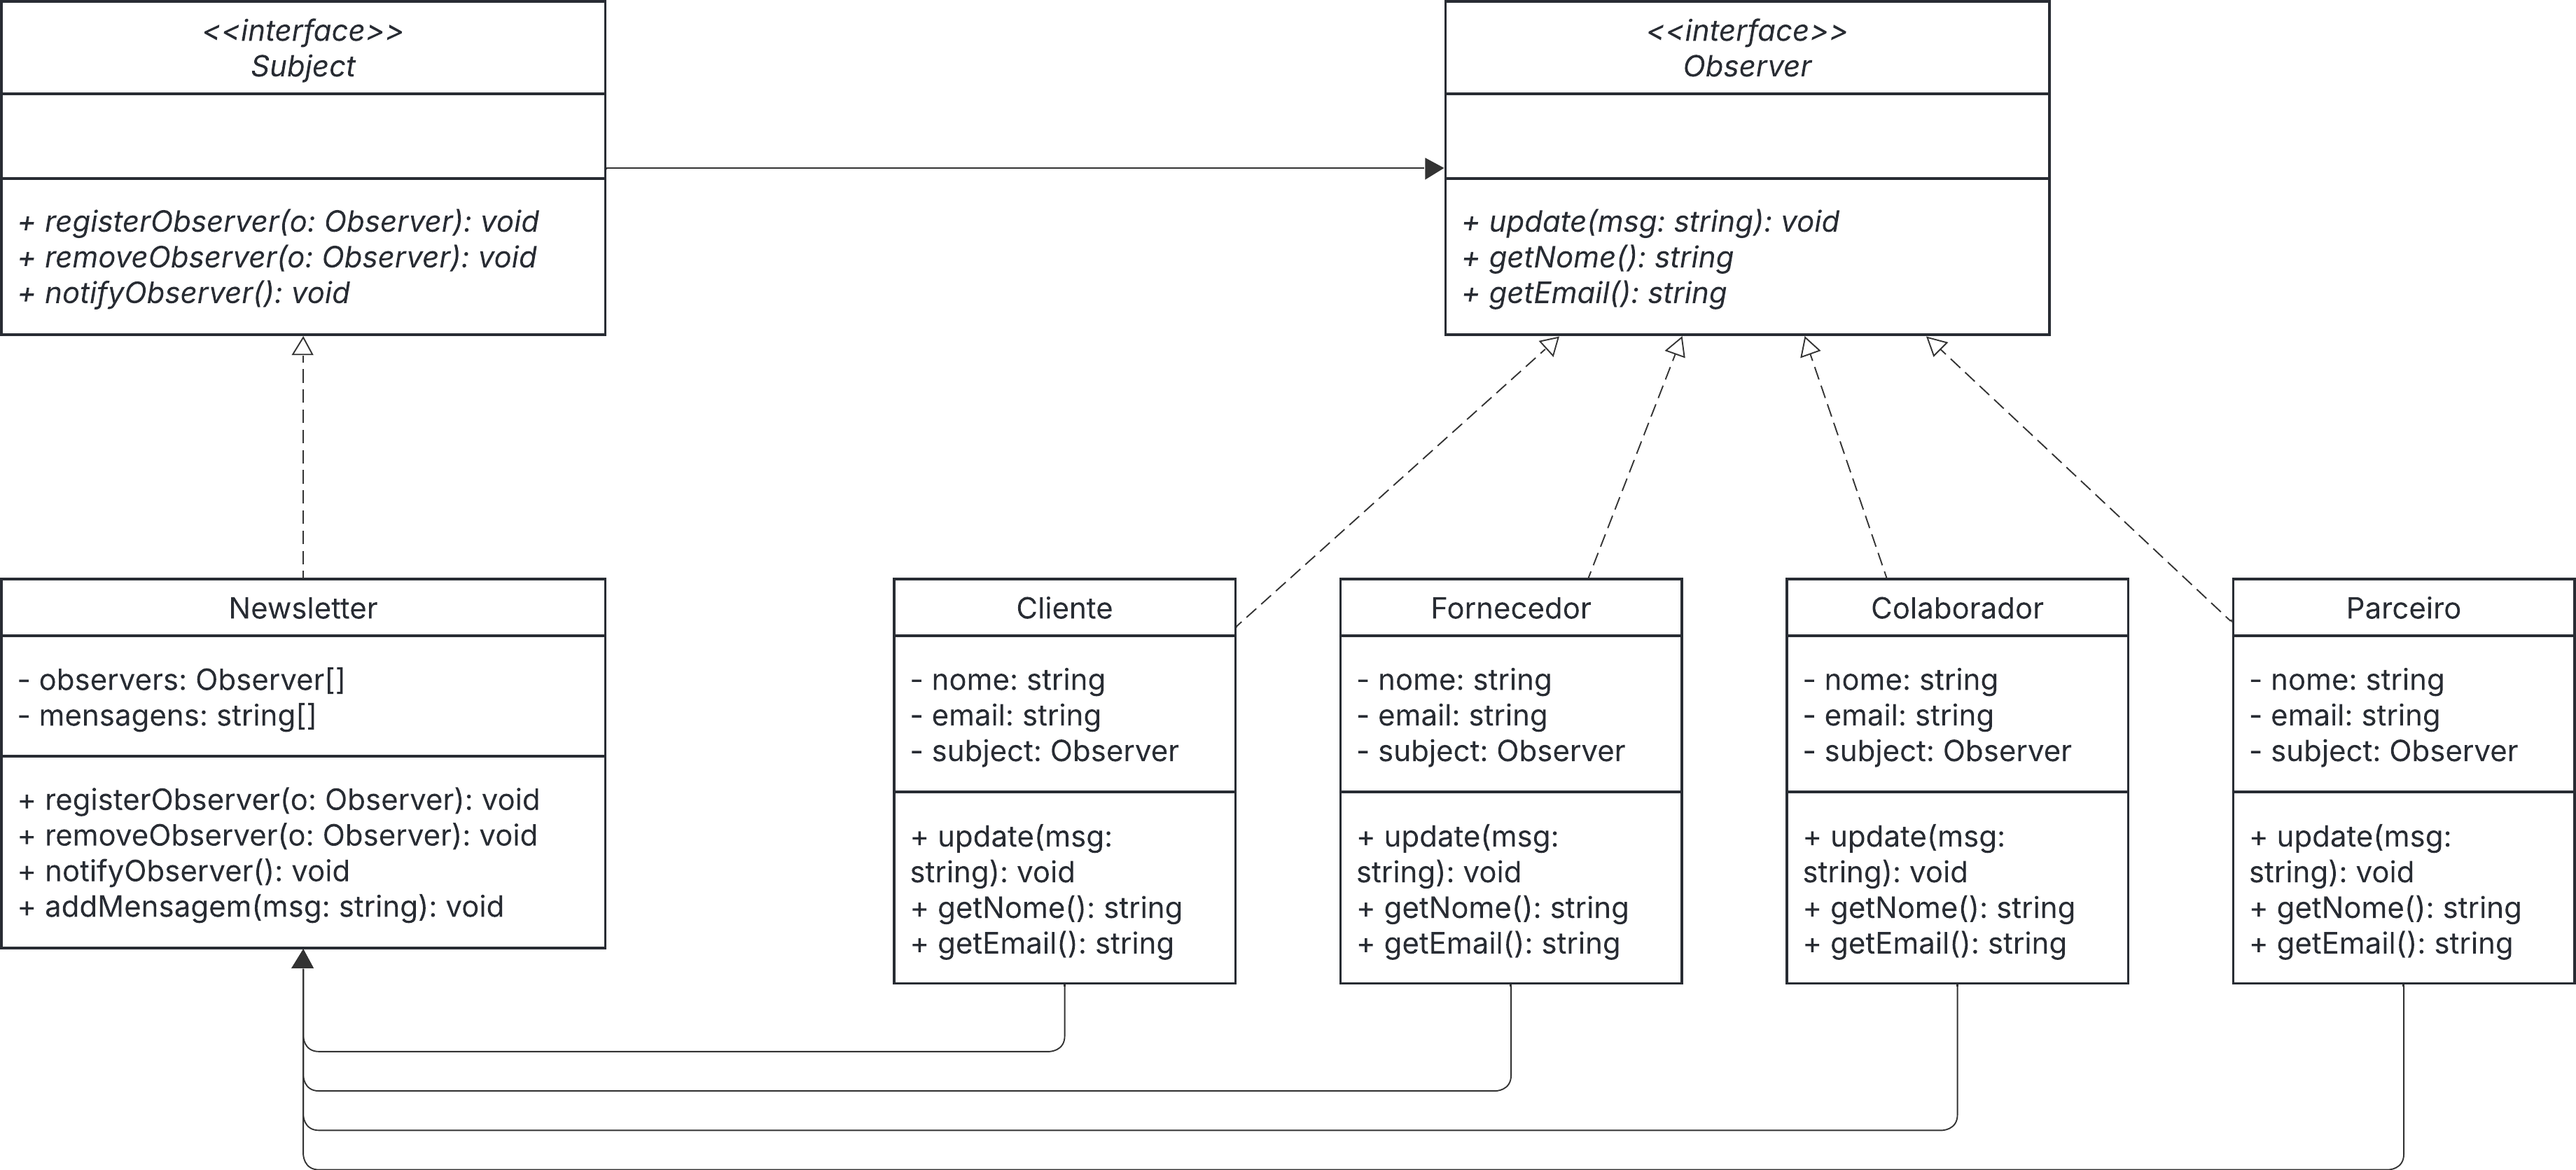 <<interface>>
Subject
+ registerObserver(o: Observer): void
+ removeObserver(o: Observer): void
+ notifyObserver(): void
<<interface>>
Observer
+ update(msg: string): void
+ getNome(): string
+ getEmail(): string
Newsletter
- observers: Observer[]
- mensagens: string[]
+ registerObserver(o: Observer): void
+ removeObserver(o: Observer): void
+ notifyObserver(): void
+ addMensagem(msg: string): void
Cliente
- nome: string
- email: string
- subject: Observer
+ update(msg:
string): void
+ getNome(): string
+ getEmail(): string
Fornecedor
- nome: string
- email: string
- subject: Observer
+ update(msg:
string): void
+ getNome(): string
+ getEmail(): string
Colaborador
- nome: string
- email: string
- subject: Observer
+ update(msg:
string): void
+ getNome(): string
+ getEmail(): string
Parceiro
- nome: string
- email: string
- subject: Observer
+ update(msg:
string): void
+ getNome(): string
+ getEmail(): string